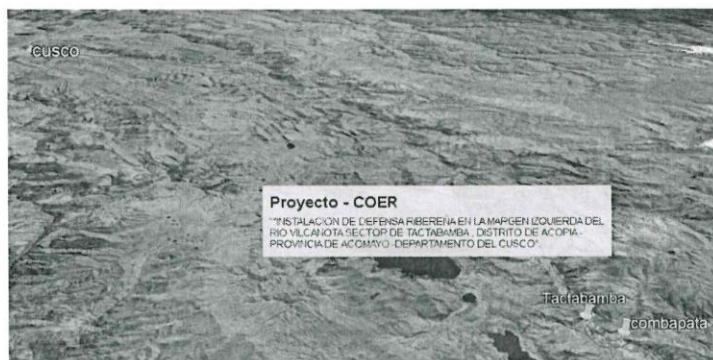 cusco
Proyecto - COER
""INSTALACION DE DEFENSA RIBEREÑA EN LA MARGEN IZQUIERDA DEL
RIO VILCANOTA SECTOR DE TACTABAMBA , DISTRITO DE ACOPIA -
PROVINCIA DE ACOMAYO -DEPARTAMENTO DEL CUSCO".
Tactabamba
combapata